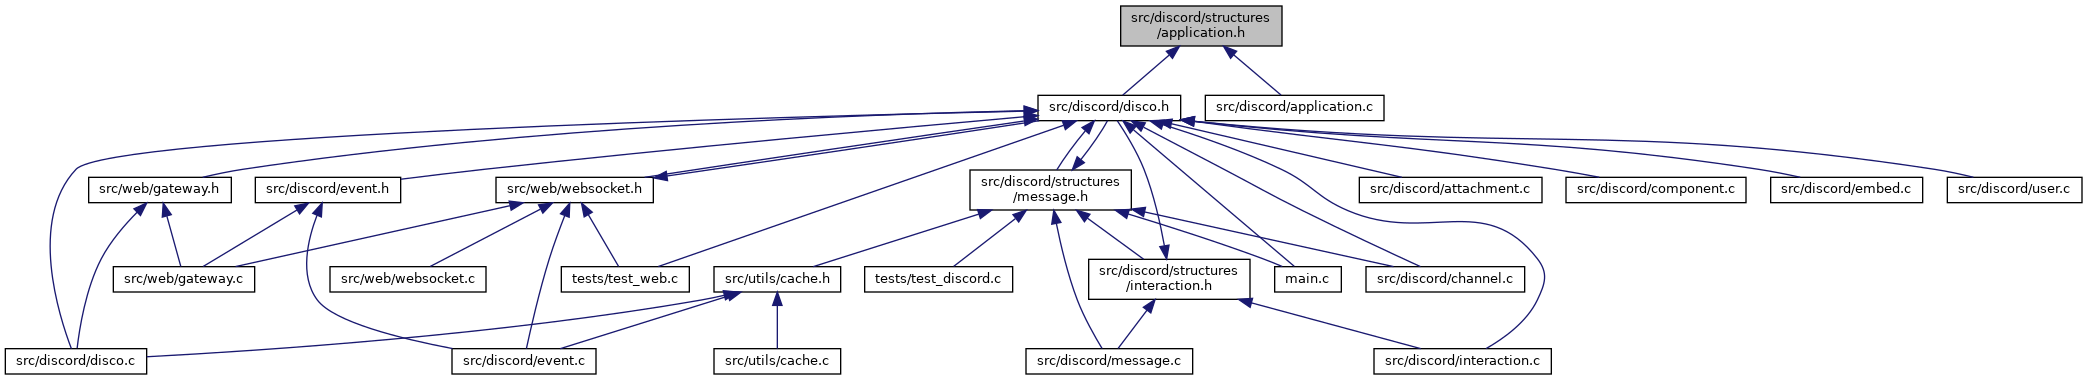 src/discord/structures
/application.h
src/discord/disco.h
src/discord/application.c
src/web/gateway.h
src/discord/event.h
src/web/websocket.h
src/discord/structures
/message.h
src/discord/attachment.c
src/discord/component.c
src/discord/embed.c
src/discord/user.c
src/web/gateway.c
src/web/websocket.c
tests/test_web.c
src/utils/cache.h
tests/test_discord.c
src/discord/structures
/interaction.h
main.c
src/discord/channel.c
src/discord/disco.c
src/discord/event.c
src/utils/cache.c
src/discord/message.c
src/discord/interaction.c